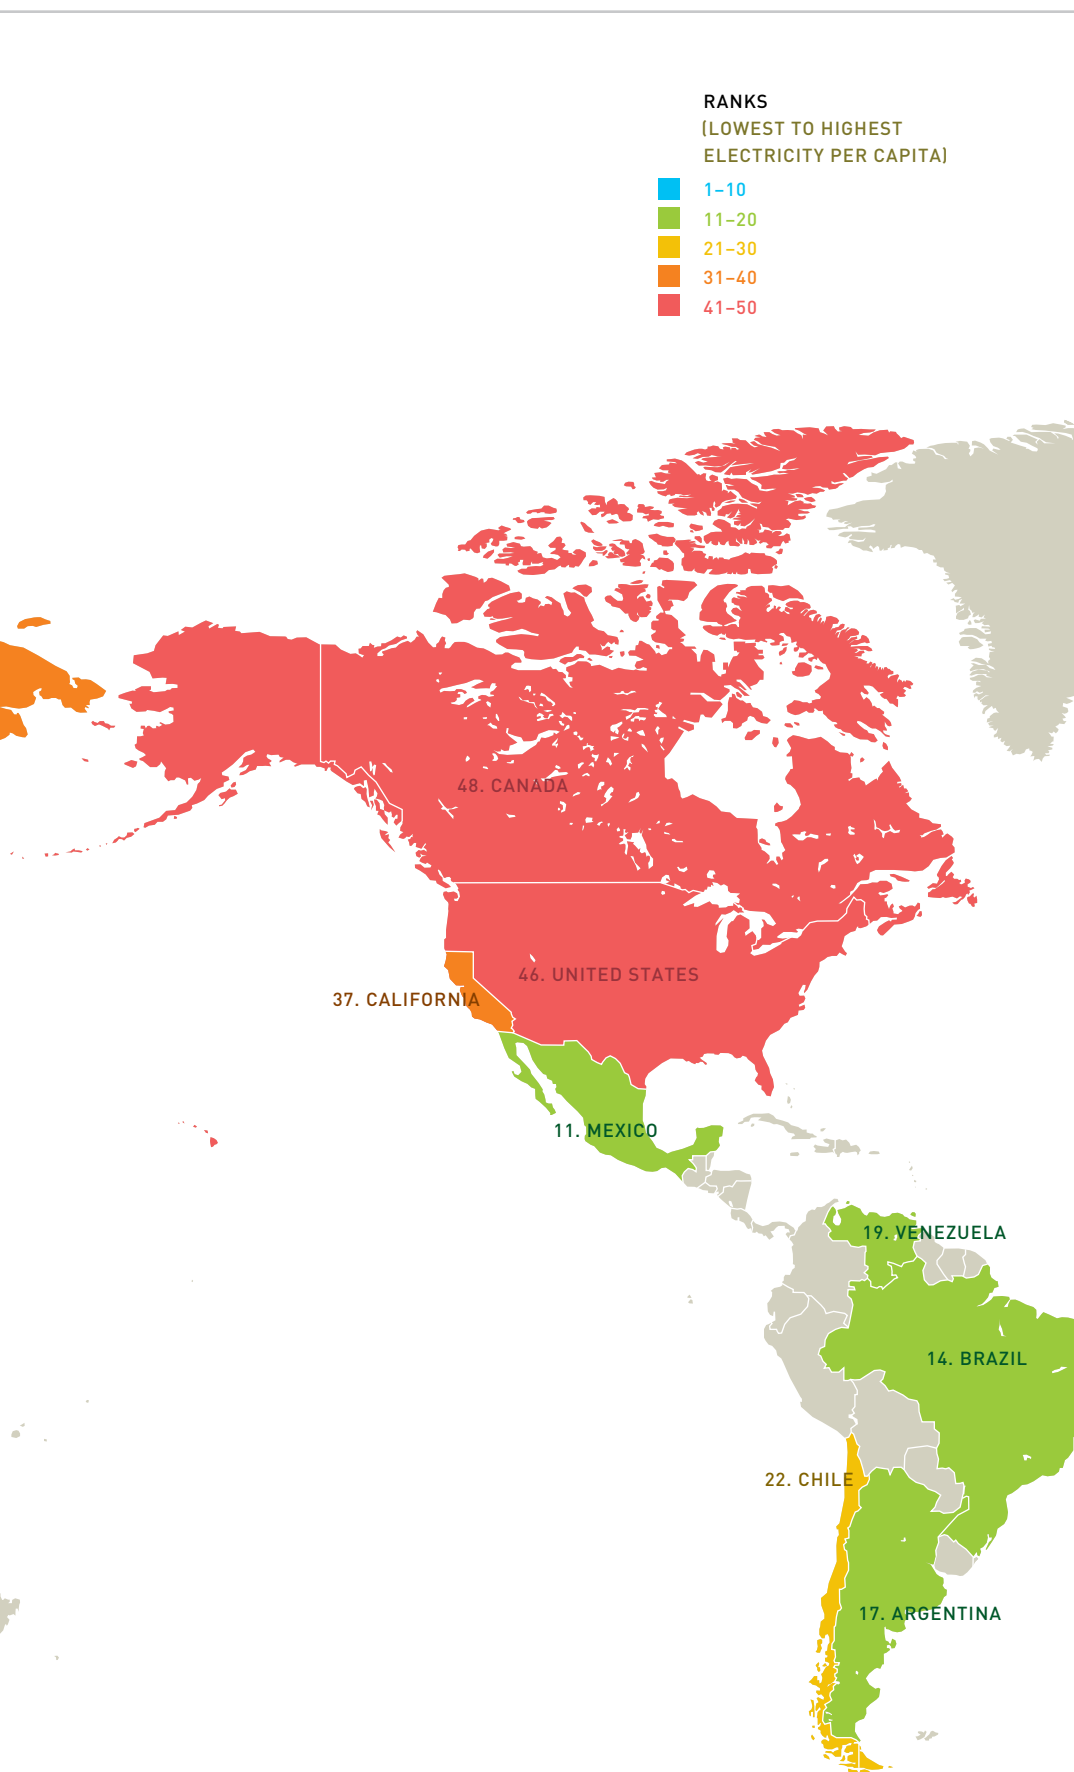 RANKS
(LOWEST TO HIGHEST
ELECTRICITY PER CAPITA)
1–10
11–20
21–30
31–40
41–50
48. CANADA
46. UNITED STATES
37. CALIFORNIA
11. MEXICO
19. VENEZUELA
14. BRAZIL
22. CHILE
17. ARGENTINA